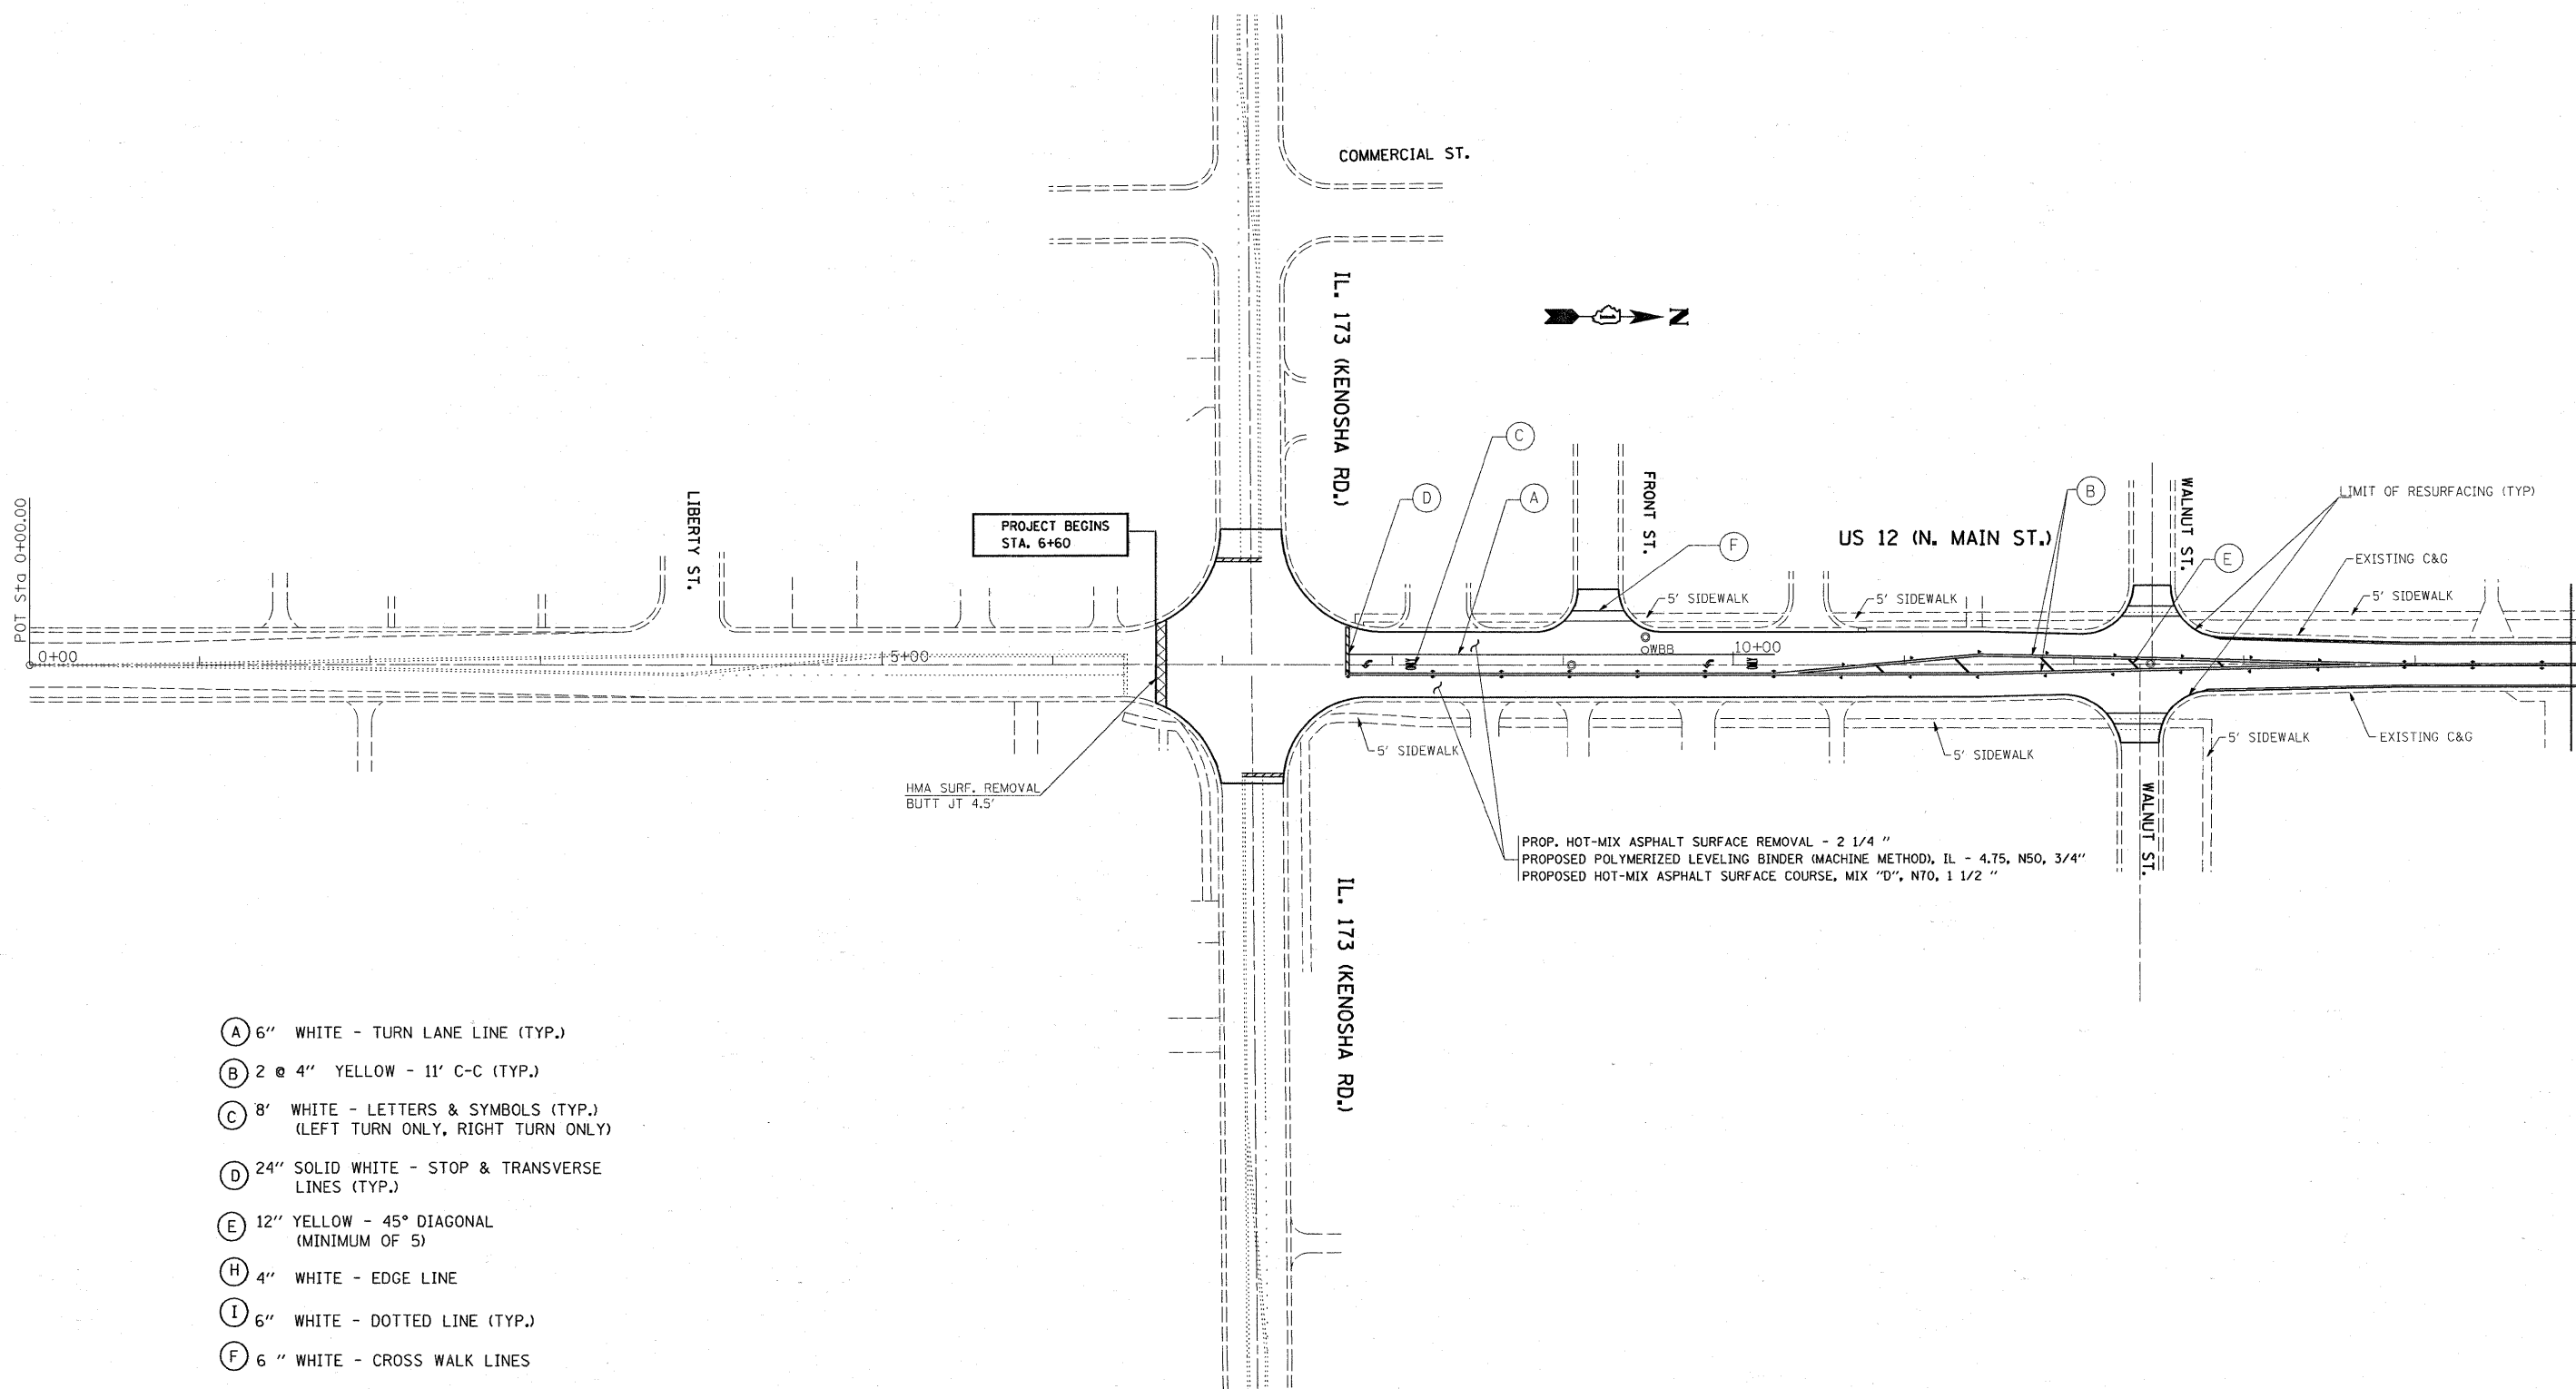 COMMERCIAL ST.
IL. 173 (KENOSHA RD.)
N
C
D
A
FRONT ST.
F
US 12 (N. MAIN ST.)
B
WALNUT ST.
E
LIMIT OF RESURFACING (TYP)
EXISTING C&G
LIBERTY ST.
PROJECT BEGINS
STA. 6+60
POT Sta 0+00.00
5' SIDEWALK
5' SIDEWALK
5' SIDEWALK
0+00
5+00
WBB
10+00
5' SIDEWALK
5' SIDEWALK
5' SIDEWALK
EXISTING C&G
HMA SURF. REMOVAL
BUTT JT 4.5'
WALNUT ST.
PROP. HOT-MIX ASPHALT SURFACE REMOVAL - 2 1/4 "
PROPOSED POLYMERIZED LEVELING BINDER (MACHINE METHOD), IL - 4.75, N50, 3/4"
PROPOSED HOT-MIX ASPHALT SURFACE COURSE, MIX "D", N70, 1 1/2 "
IL. 173 (KENOSHA RD.)
A 6" WHITE - TURN LANE LINE (TYP.)
B 2 @ 4" YELLOW - 11' C-C (TYP.)
C 8' WHITE - LETTERS & SYMBOLS (TYP.)
(LEFT TURN ONLY, RIGHT TURN ONLY)
D 24" SOLID WHITE - STOP & TRANSVERSE
LINES (TYP.)
E 12" YELLOW - 45° DIAGONAL
(MINIMUM OF 5)
H 4" WHITE - EDGE LINE
I 6" WHITE - DOTTED LINE (TYP.)
F 6 " WHITE - CROSS WALK LINES